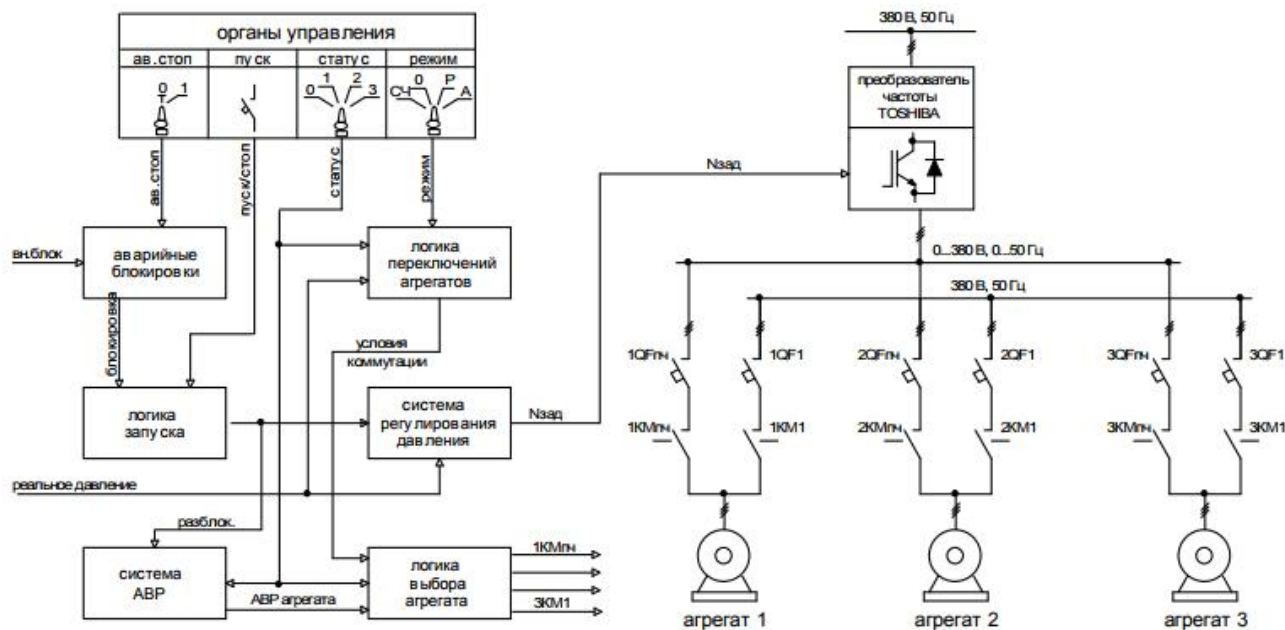 органы управления
ав.стоп пуск статус режим
0 1
0 1 2 3
СЧ 0 Р А
ав.стоп
пуск/стоп
статус
режим
вн.блок
аварийные
блокировки
логика
переключений
агрегатов
блокировка
условия
коммутации
логика
запуска
система
регулирования
давления
Nзад
реальное давление
разблок.
система
АВР
АВР агрегата
логика
выбора
агрегата
1КМпч
3КМ1
Nзад
380 В, 50 Гц
преобразователь
частоты
TOSHIBA
0...380 В, 0...50 Гц
380 В, 50 Гц
1QFпч 1QF1 2QFпч 2QF1 3QFпч 3QF1
1КМпч 1КМ1 2КМпч 2КМ1 3КМпч 3КМ1
агрегат 1 агрегат 2 агрегат 3